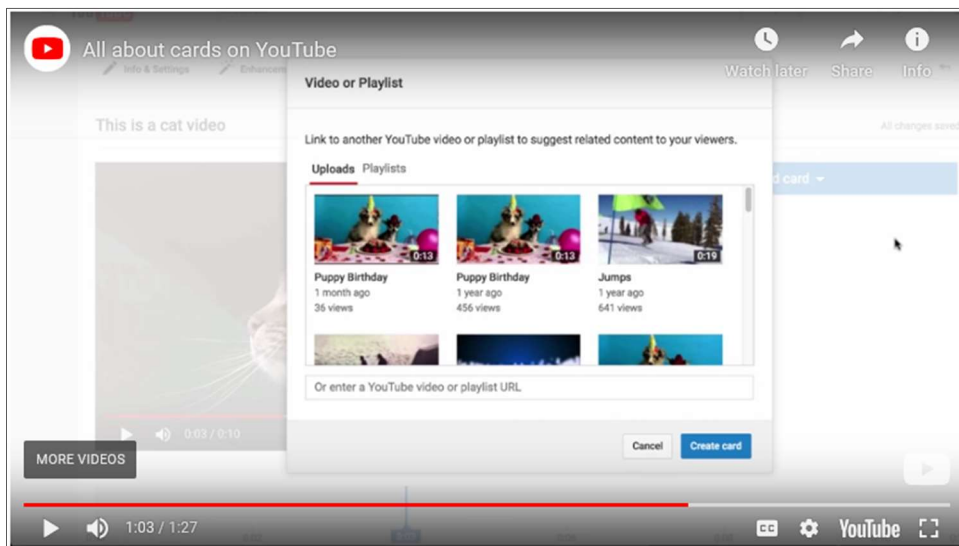 All about cards on YouTube
Watch later
Share
Info
Info & Settings
Video or Playlist
This is a cat video
All changes saved
Link to another YouTube video or playlist to suggest related content to your viewers.
Uploads Playlists
d card
0:13
0:13
0:19
Puppy Birthday
1 month ago
36 views
Puppy Birthday
1 year ago
456 views
Jumps
1 year ago
641 views
Or enter a YouTube video or playlist URL
0:03 / 0:10
Cancel
Create card
MORE VIDEOS
1:03 / 1:27
CC
YouTube